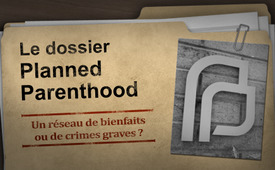 Le dossier
Planned
Parenthood
Un réseau de bienfaits
ou de crimes graves ?